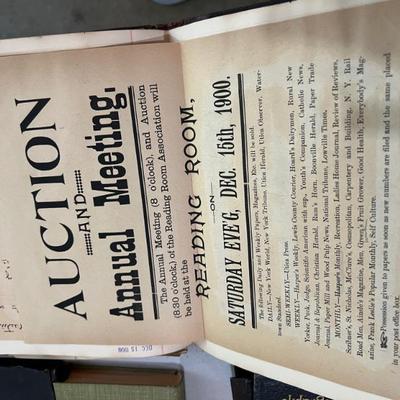 AUCTION
—AND—
Annual Meeting.
The Annual Meeting (8 o'clock), and Auction
(8:30 o'clock,) of the Reading Room Association will
be held at the
READING ROOM,
—ON—
SATURDAY EVE'G, DEC. 15th, 1900.
The following Daily and Weekly Papers, Magazines, Etc. will be sold.
DAILY—New York World, New York Tribune, Utica Herald, Utica Observer, Water-
town Standard.
SEMI-WEEKLY—Utica Press.
WEEKLY—Harper's Weekly, Lewis County Courier, Hoard's Dairyman, Rural New
Yorker, Puck, Judge, Scientific American with sup, Youth's Companion, Catholic News,
Journal & Republican, Christian Herald, Ram's Horn, Boonville Herald, Paper Trade
Journal, Paper Mill and Wood Pulp News, National Tribune, Lowville Times.
MONTHLY—Harper's Monthly, Recreation, Ladies Home Journal, Review of Reviews,
Scribner's, St. Nicholas, McClure's, Cosmopolitan, Carpentery and Building, N. Y. Rail
Road Men, Ainslee's Magazine, Men, Green's Fruit Grower, Good Health, Everybody's Mag-
azine, Frank Leslie's Popular Monthly, Self Culture.
Possession given to papers as soon as new numbers are filed and the same placed
in your post office box.
DEC 15 1900